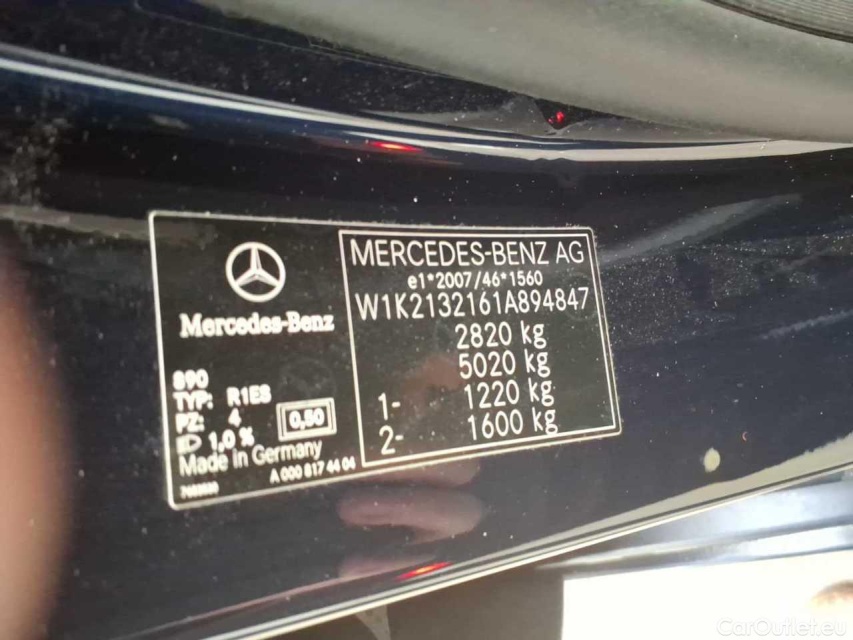 Mercedes-Benz
890
TYP: R1ES
PZ: 4
1,0 %
0,50
Made in Germany
A 000 817 44 04
MERCEDES-BENZ AG
e1*2007/46*1560
W1K2132161A894847
2820 kg
5020 kg
1- 1220 kg
2- 1600 kg
CarOutlet.eu